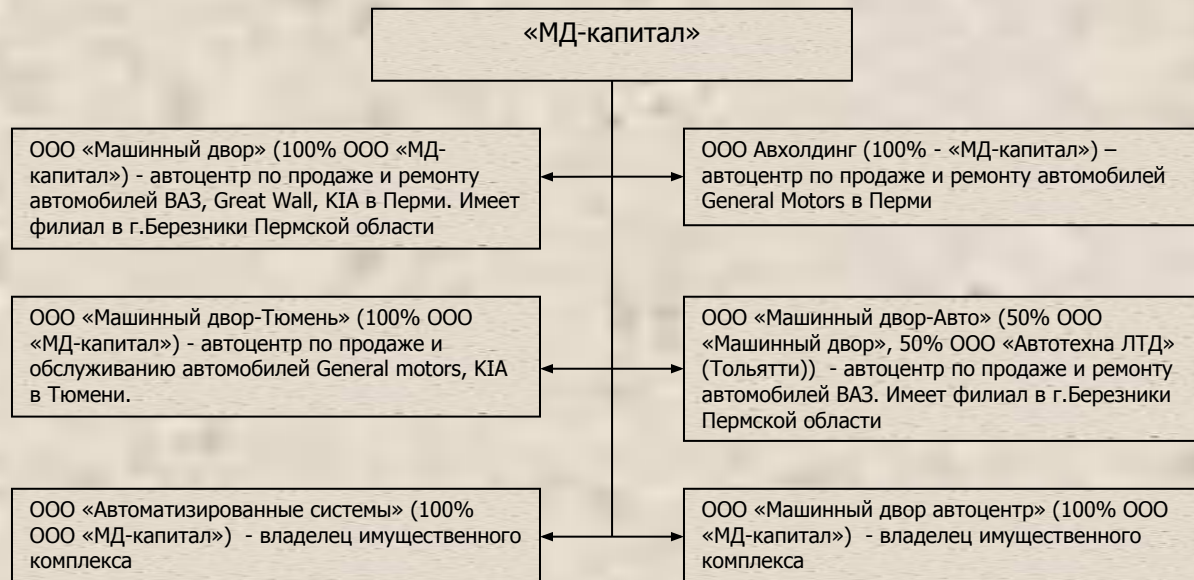 «МД-капитал»
ООО «Машинный двор» (100% ООО «МД-
капитал») - автоцентр по продаже и ремонту
автомобилей ВАЗ, Great Wall, KIA в Перми. Имеет
филиал в г.Березники Пермской области
ООО Авхолдинг (100% - «МД-капитал») –
автоцентр по продаже и ремонту автомобилей
General Motors в Перми
ООО «Машинный двор-Тюмень» (100% ООО
«МД-капитал») - автоцентр по продаже и
обслуживанию автомобилей General motors, KIA
в Тюмени.
ООО «Машинный двор-Авто» (50% ООО
«Машинный двор», 50% ООО «Автотехна ЛТД»
(Тольятти)) - автоцентр по продаже и ремонту
автомобилей ВАЗ. Имеет филиал в г.Березники
Пермской области
ООО «Автоматизированные системы» (100%
ООО «МД-капитал») - владелец имущественного
комплекса
ООО «Машинный двор автоцентр» (100% ООО
«МД-капитал») - владелец имущественного
комплекса